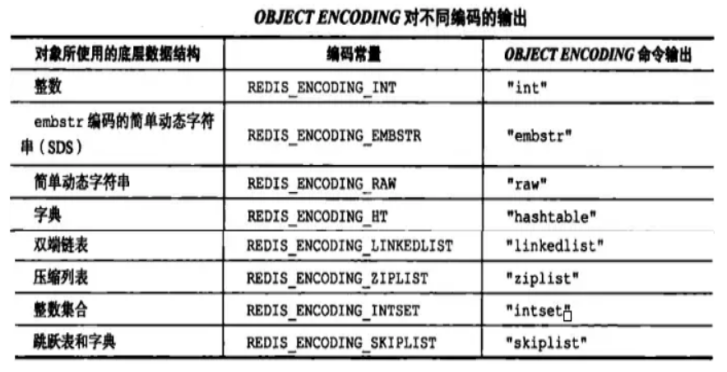 OBJECT ENCODING 对不同编码的输出
对象所使用的底层数据结构 编码常量 OBJECT ENCODING 命令输出
整数 REDIS_ENCODING_INT "int"
embstr 编码的简单动态字符
串（SDS） REDIS_ENCODING_EMBSTR "embstr"
简单动态字符串 REDIS_ENCODING_RAW "raw"
字典 REDIS_ENCODING_HT "hashtable"
双端链表 REDIS_ENCODING_LINKEDLIST "linkedlist"
压缩列表 REDIS_ENCODING_ZIPLIST "ziplist"
整数集合 REDIS_ENCODING_INTSET "intset"
跳跃表和字典 REDIS_ENCODING_SKIPLIST "skiplist"